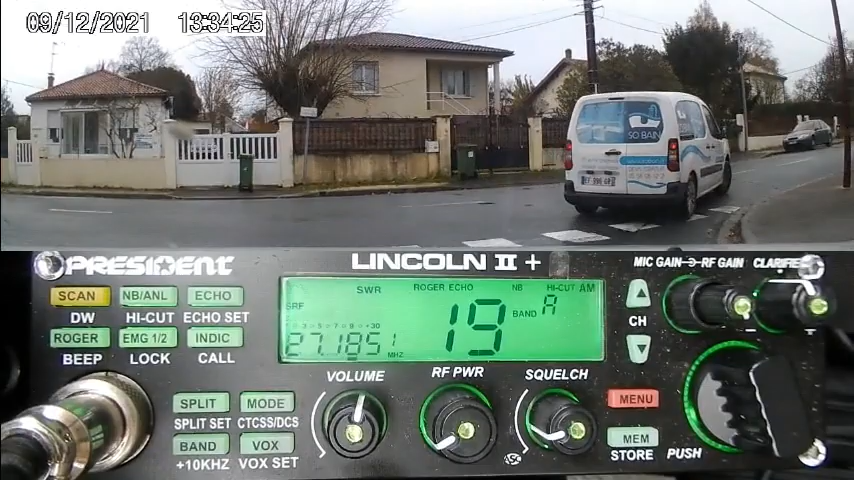 09/12/2021 13:34:25
SO BAIN
PRESIDENT
LINCOLN II +
MIC GAIN RF GAIN CLARIFIER
SCAN NB/ANL ECHO
DW HI-CUT ECHO SET
ROGER EMG 1/2 INDIC
BEEP LOCK CALL
SWR ROGER ECHO NB HI-CUT AM
SRF
19
BAND A
27.1851 MHZ
CH
VOLUME RF PWR SQUELCH
SPLIT MODE
SPLIT SET CTCSS/DCS
BAND VOX
+10KHZ VOX SET
ASC
MENU
MEM
STORE PUSH